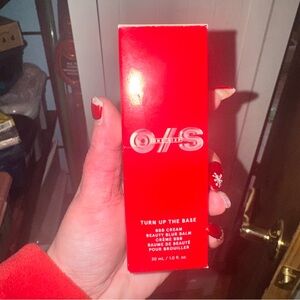 O/S
TURN UP THE BASE
BBB CREAM
BEAUTY BLUR BALM
CRÈME BBB
BAUME DE BEAUTÉ
POUR BROUILLER
30 mL / 1.0 fl. oz.